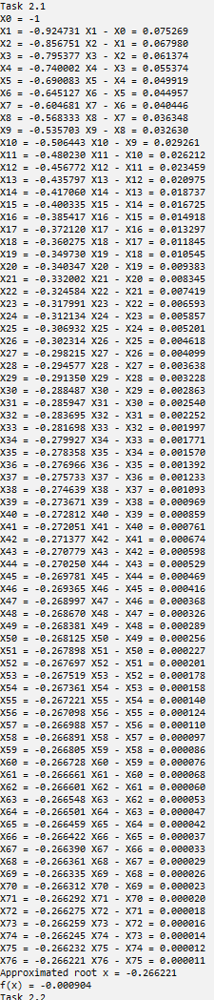 Task 2.1
X0 = -1
X1 = -0.924731 X1 - X0 = 0.075269
X2 = -0.856751 X2 - X1 = 0.067980
X3 = -0.795377 X3 - X2 = 0.061374
X4 = -0.740002 X4 - X3 = 0.055374
X5 = -0.690083 X5 - X4 = 0.049919
X6 = -0.645127 X6 - X5 = 0.044957
X7 = -0.604681 X7 - X6 = 0.040446
X8 = -0.568333 X8 - X7 = 0.036348
X9 = -0.535703 X9 - X8 = 0.032630
X10 = -0.506443 X10 - X9 = 0.029261
X11 = -0.480230 X11 - X10 = 0.026212
X12 = -0.456772 X12 - X11 = 0.023459
X13 = -0.435797 X13 - X12 = 0.020975
X14 = -0.417060 X14 - X13 = 0.018737
X15 = -0.400335 X15 - X14 = 0.016725
X16 = -0.385417 X16 - X15 = 0.014918
X17 = -0.372120 X17 - X16 = 0.013297
X18 = -0.360275 X18 - X17 = 0.011845
X19 = -0.349730 X19 - X18 = 0.010545
X20 = -0.340347 X20 - X19 = 0.009383
X21 = -0.332002 X21 - X20 = 0.008345
X22 = -0.324584 X22 - X21 = 0.007419
X23 = -0.317991 X23 - X22 = 0.006593
X24 = -0.312134 X24 - X23 = 0.005857
X25 = -0.306932 X25 - X24 = 0.005201
X26 = -0.302314 X26 - X25 = 0.004618
X27 = -0.298215 X27 - X26 = 0.004099
X28 = -0.294577 X28 - X27 = 0.003638
X29 = -0.291350 X29 - X28 = 0.003228
X30 = -0.288487 X30 - X29 = 0.002863
X31 = -0.285947 X31 - X30 = 0.002540
X32 = -0.283695 X32 - X31 = 0.002252
X33 = -0.281698 X33 - X32 = 0.001997
X34 = -0.279927 X34 - X33 = 0.001771
X35 = -0.278358 X35 - X34 = 0.001570
X36 = -0.276966 X36 - X35 = 0.001392
X37 = -0.275733 X37 - X36 = 0.001233
X38 = -0.274639 X38 - X37 = 0.001093
X39 = -0.273671 X39 - X38 = 0.000969
X40 = -0.272812 X40 - X39 = 0.000859
X41 = -0.272051 X41 - X40 = 0.000761
X42 = -0.271377 X42 - X41 = 0.000674
X43 = -0.270779 X43 - X42 = 0.000598
X44 = -0.270250 X44 - X43 = 0.000529
X45 = -0.269781 X45 - X44 = 0.000469
X46 = -0.269365 X46 - X45 = 0.000416
X47 = -0.268997 X47 - X46 = 0.000368
X48 = -0.268670 X48 - X47 = 0.000326
X49 = -0.268381 X49 - X48 = 0.000289
X50 = -0.268125 X50 - X49 = 0.000256
X51 = -0.267898 X51 - X50 = 0.000227
X52 = -0.267697 X52 - X51 = 0.000201
X53 = -0.267519 X53 - X52 = 0.000178
X54 = -0.267361 X54 - X53 = 0.000158
X55 = -0.267221 X55 - X54 = 0.000140
X56 = -0.267098 X56 - X55 = 0.000124
X57 = -0.266988 X57 - X56 = 0.000110
X58 = -0.266891 X58 - X57 = 0.000097
X59 = -0.266805 X59 - X58 = 0.000086
X60 = -0.266728 X60 - X59 = 0.000076
X61 = -0.266661 X61 - X60 = 0.000068
X62 = -0.266601 X62 - X61 = 0.000060
X63 = -0.266548 X63 - X62 = 0.000053
X64 = -0.266501 X64 - X63 = 0.000047
X65 = -0.266459 X65 - X64 = 0.000042
X66 = -0.266422 X66 - X65 = 0.000037
X67 = -0.266390 X67 - X66 = 0.000033
X68 = -0.266361 X68 - X67 = 0.000029
X69 = -0.266335 X69 - X68 = 0.000026
X70 = -0.266312 X70 - X69 = 0.000023
X71 = -0.266292 X71 - X70 = 0.000020
X72 = -0.266275 X72 - X71 = 0.000018
X73 = -0.266259 X73 - X72 = 0.000016
X74 = -0.266245 X74 - X73 = 0.000014
X75 = -0.266232 X75 - X74 = 0.000012
X76 = -0.266221 X76 - X75 = 0.000011
Approximated root x = -0.266221
f(x) = -0.000904
Task 2.2